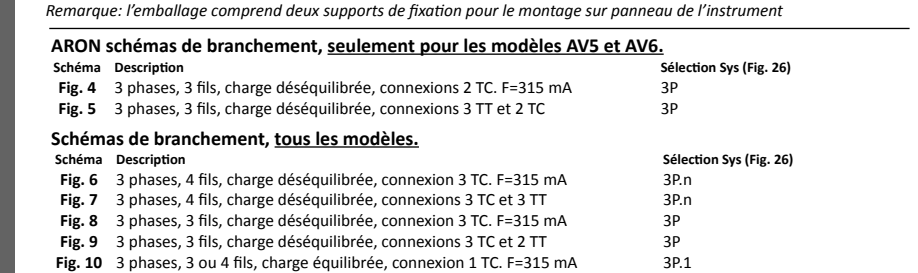 Remarque: l'emballage comprend deux supports de fixation pour le montage sur panneau de l'instrument
ARON schémas de branchement, seulement pour les modèles AV5 et AV6.
Schéma Description Sélection Sys (Fig. 26)
Fig. 4 3 phases, 3 fils, charge déséquilibrée, connexions 2 TC. F=315 mA 3P
Fig. 5 3 phases, 3 fils, charge déséquilibrée, connexions 3 TT et 2 TC 3P
Schémas de branchement, tous les modèles.
Schéma Description Sélection Sys (Fig. 26)
Fig. 6 3 phases, 4 fils, charge déséquilibrée, connexion 3 TC. F=315 mA 3P.n
Fig. 7 3 phases, 4 fils, charge déséquilibrée, connexions 3 TC et 3 TT 3P.n
Fig. 8 3 phases, 3 fils, charge déséquilibrée, connexion 3 TC. F=315 mA 3P
Fig. 9 3 phases, 3 fils, charge déséquilibrée, connexions 3 TC et 2 TT 3P
Fig. 10 3 phases, 3 ou 4 fils, charge équilibrée, connexion 1 TC. F=315 mA 3P.1